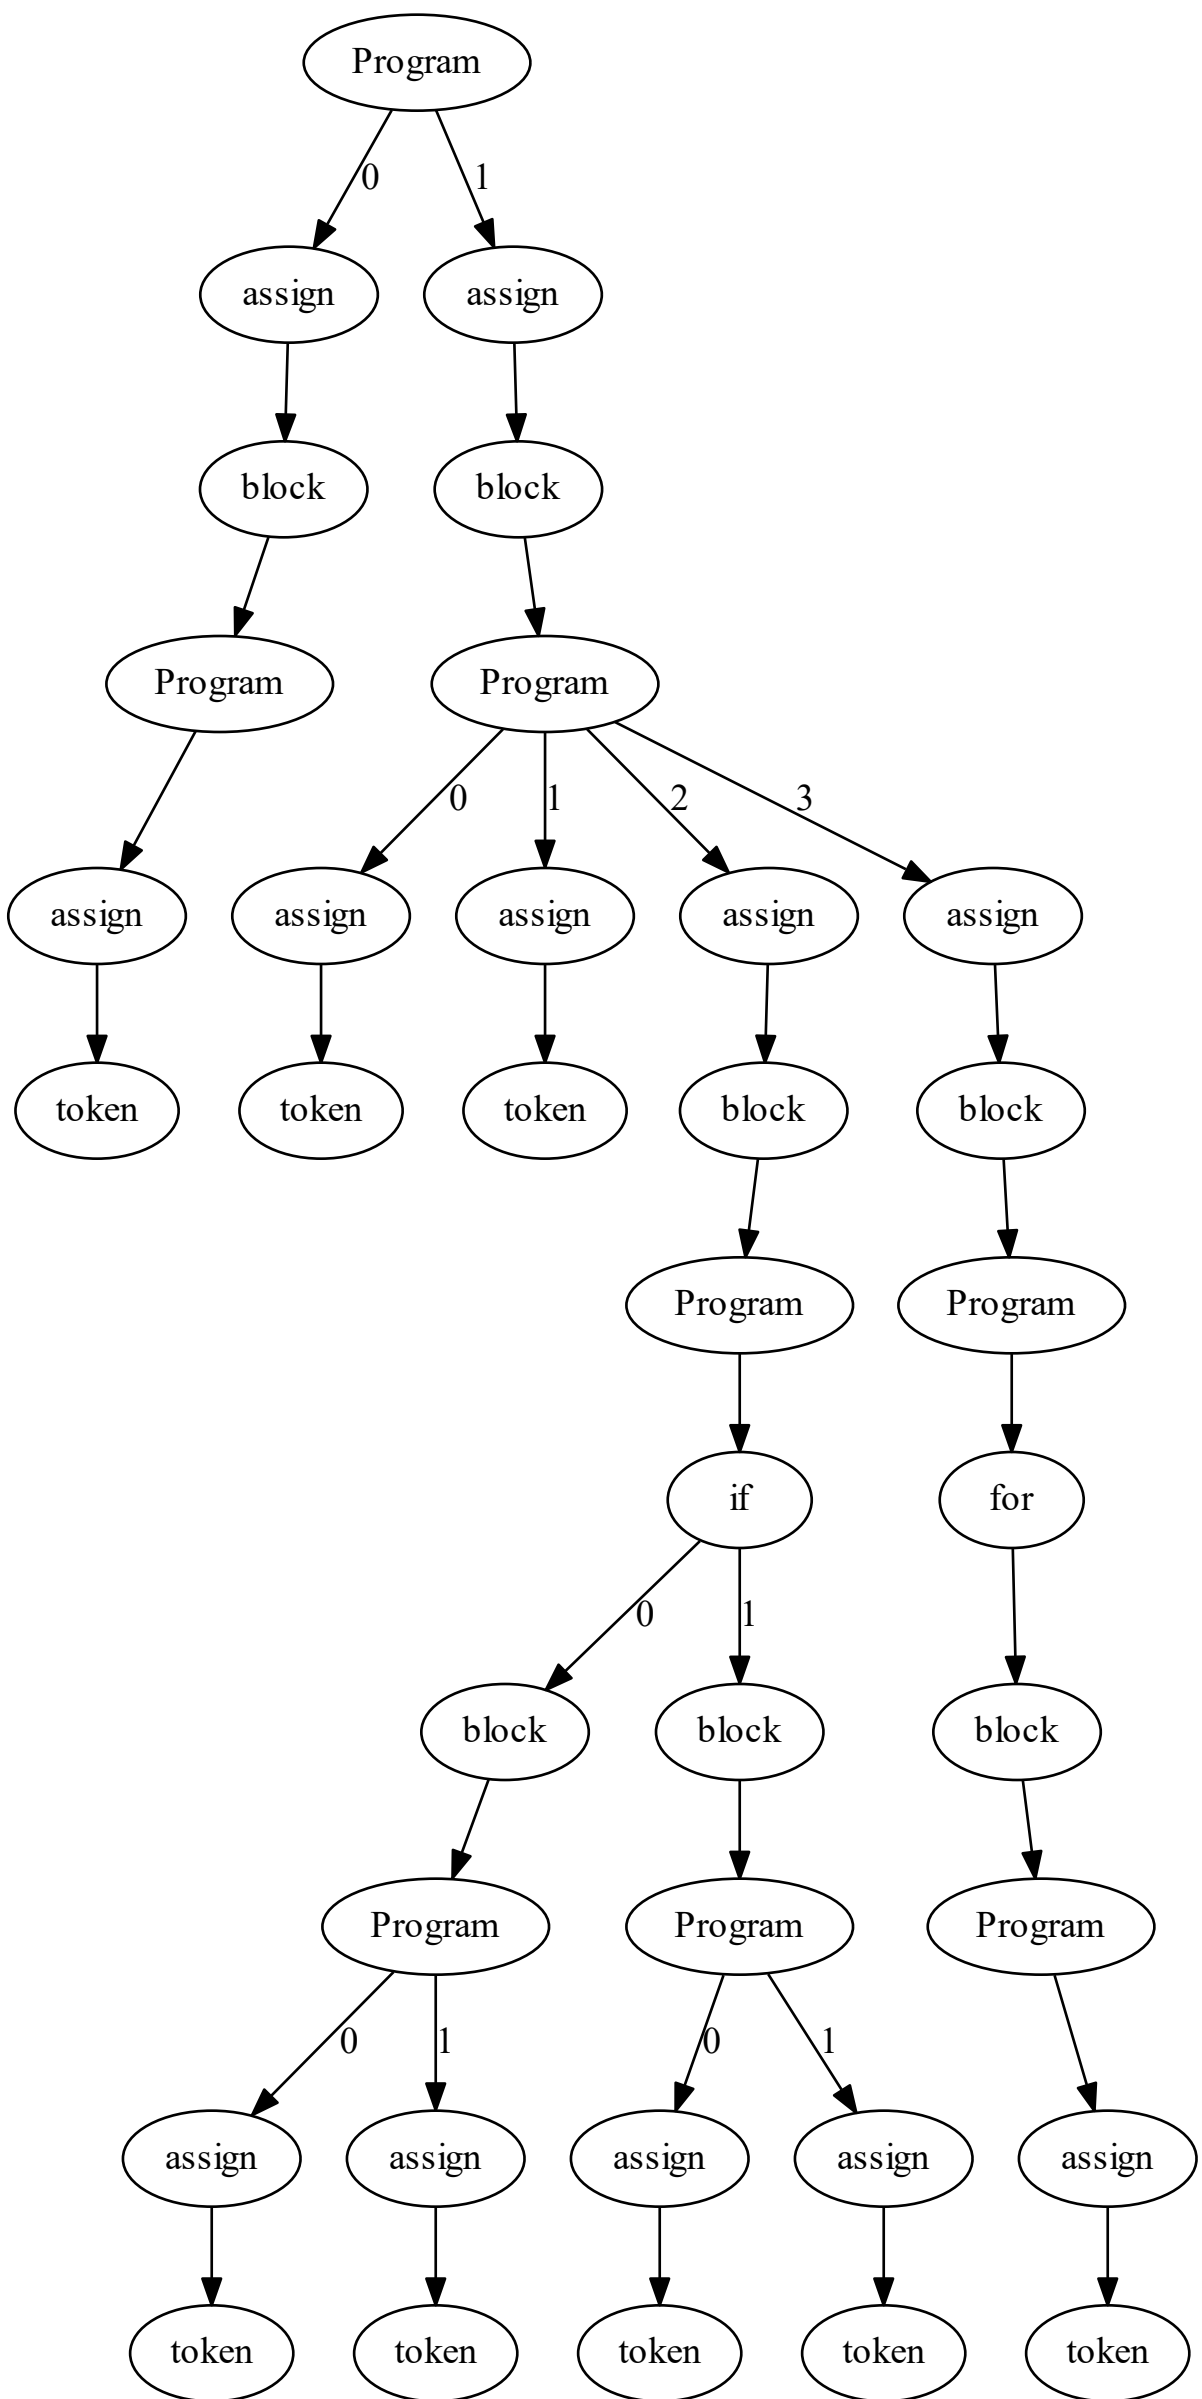 Program
0 1
assign assign
block block
Program Program
0 1 2 3
assign assign assign assign assign
token token token block block
Program Program
if for
0 1
block block block
Program Program Program
0 1 0 1
assign assign assign assign assign
token token token token token